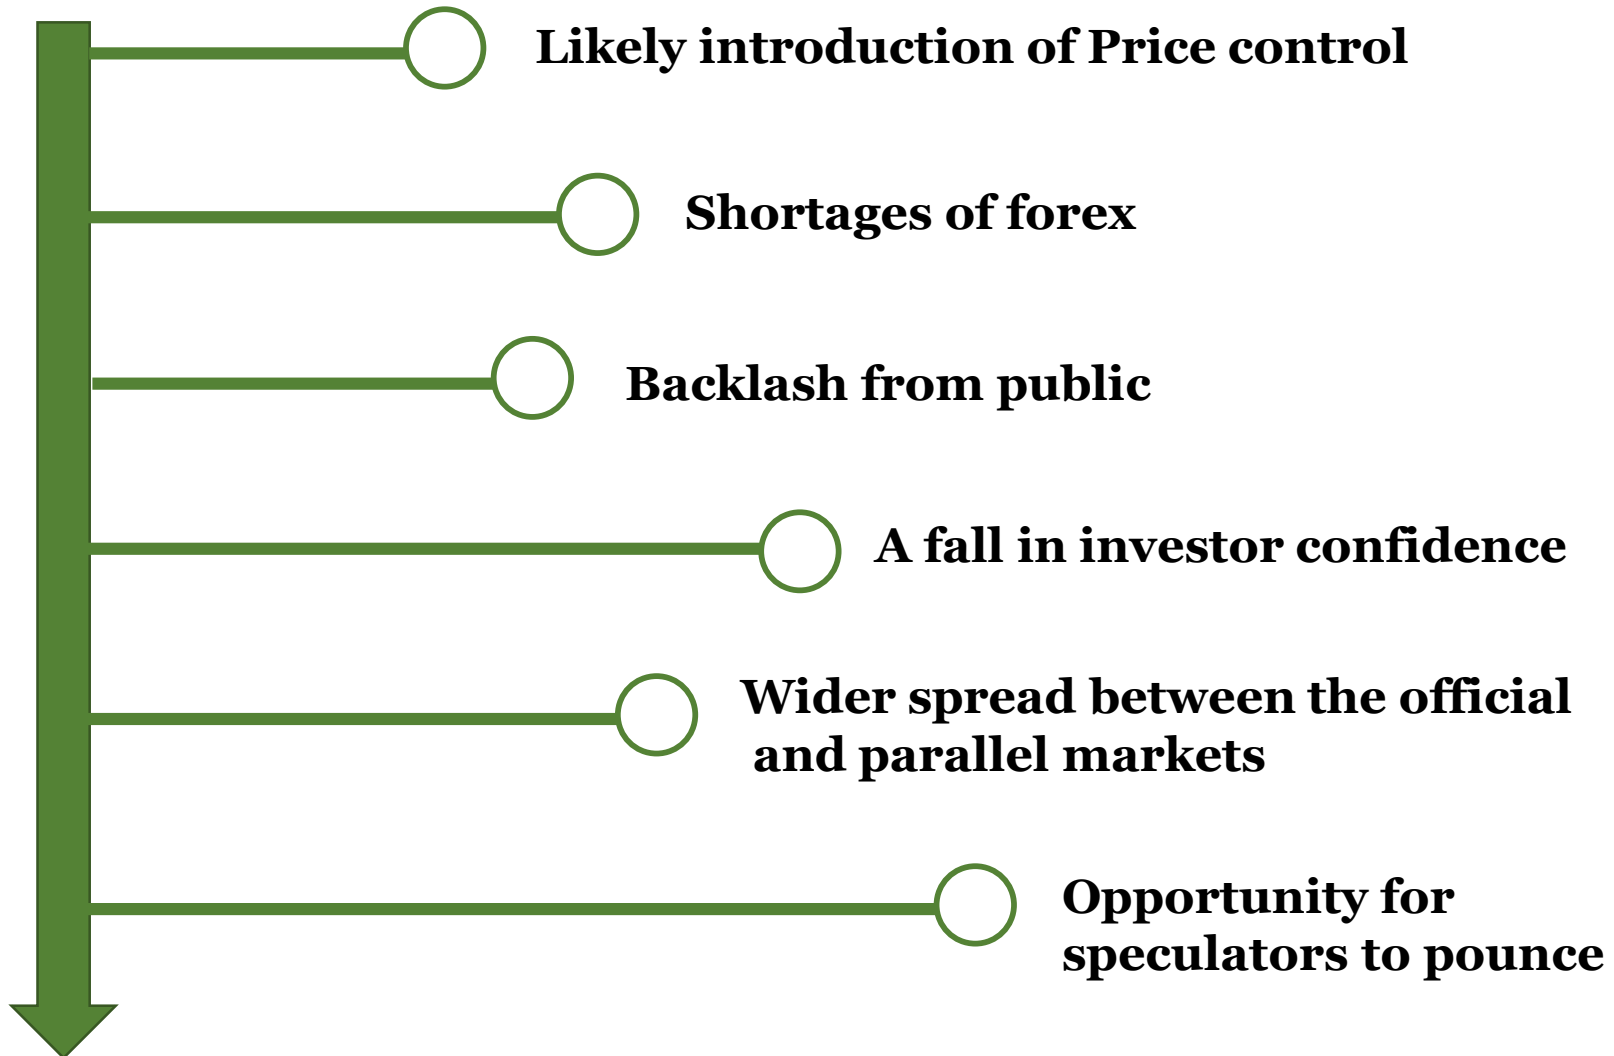 Likely introduction of Price control
Shortages of forex
Backlash from public
A fall in investor confidence
Wider spread between the official
and parallel markets
Opportunity for
speculators to pounce